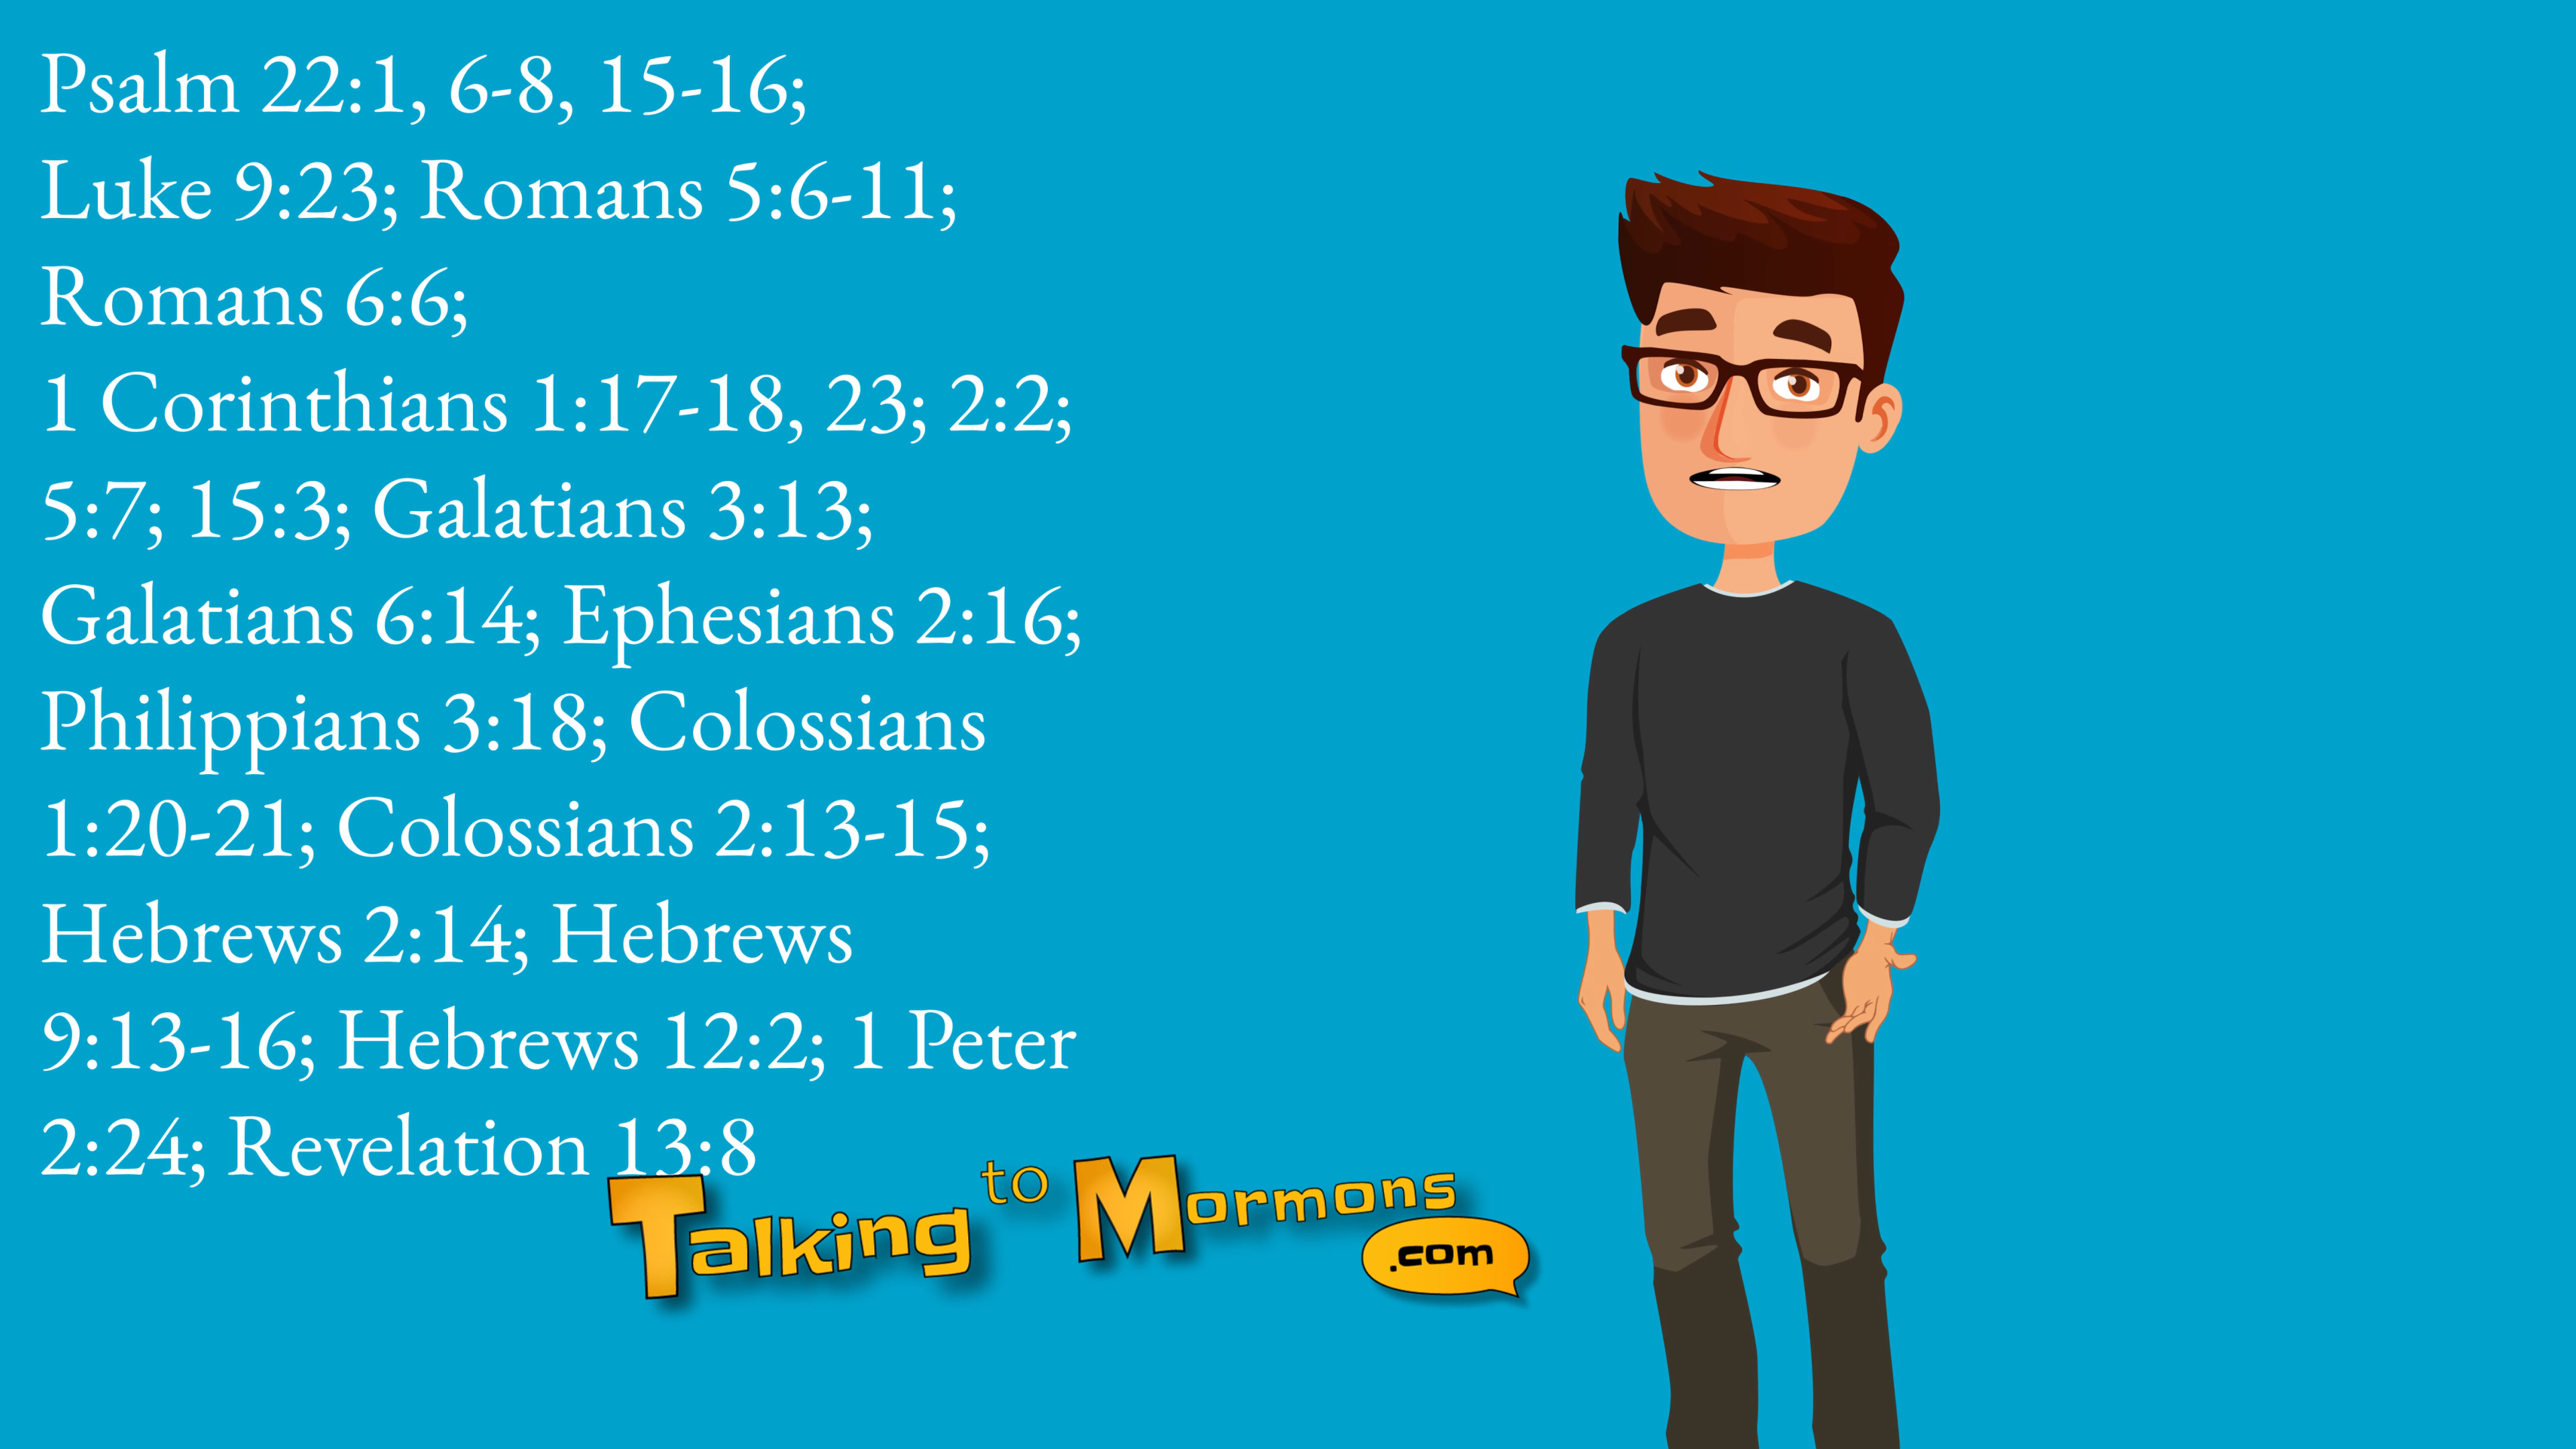 Psalm 22:1, 6-8, 15-16;
Luke 9:23; Romans 5:6-11;
Romans 6:6;
1 Corinthians 1:17-18, 23; 2:2;
5:7; 15:3; Galatians 3:13;
Galatians 6:14; Ephesians 2:16;
Philippians 3:18; Colossians
1:20-21; Colossians 2:13-15;
Hebrews 2:14; Hebrews
9:13-16; Hebrews 12:2; 1 Peter
2:24; Revelation 13:8
Talking to Mormons
.com